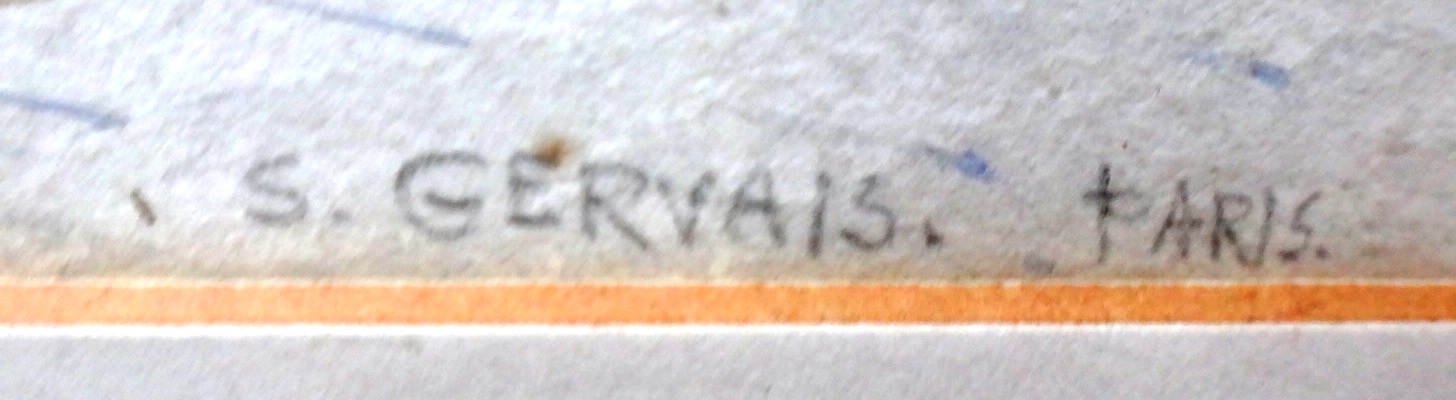 S. GERVAIS. PARIS.